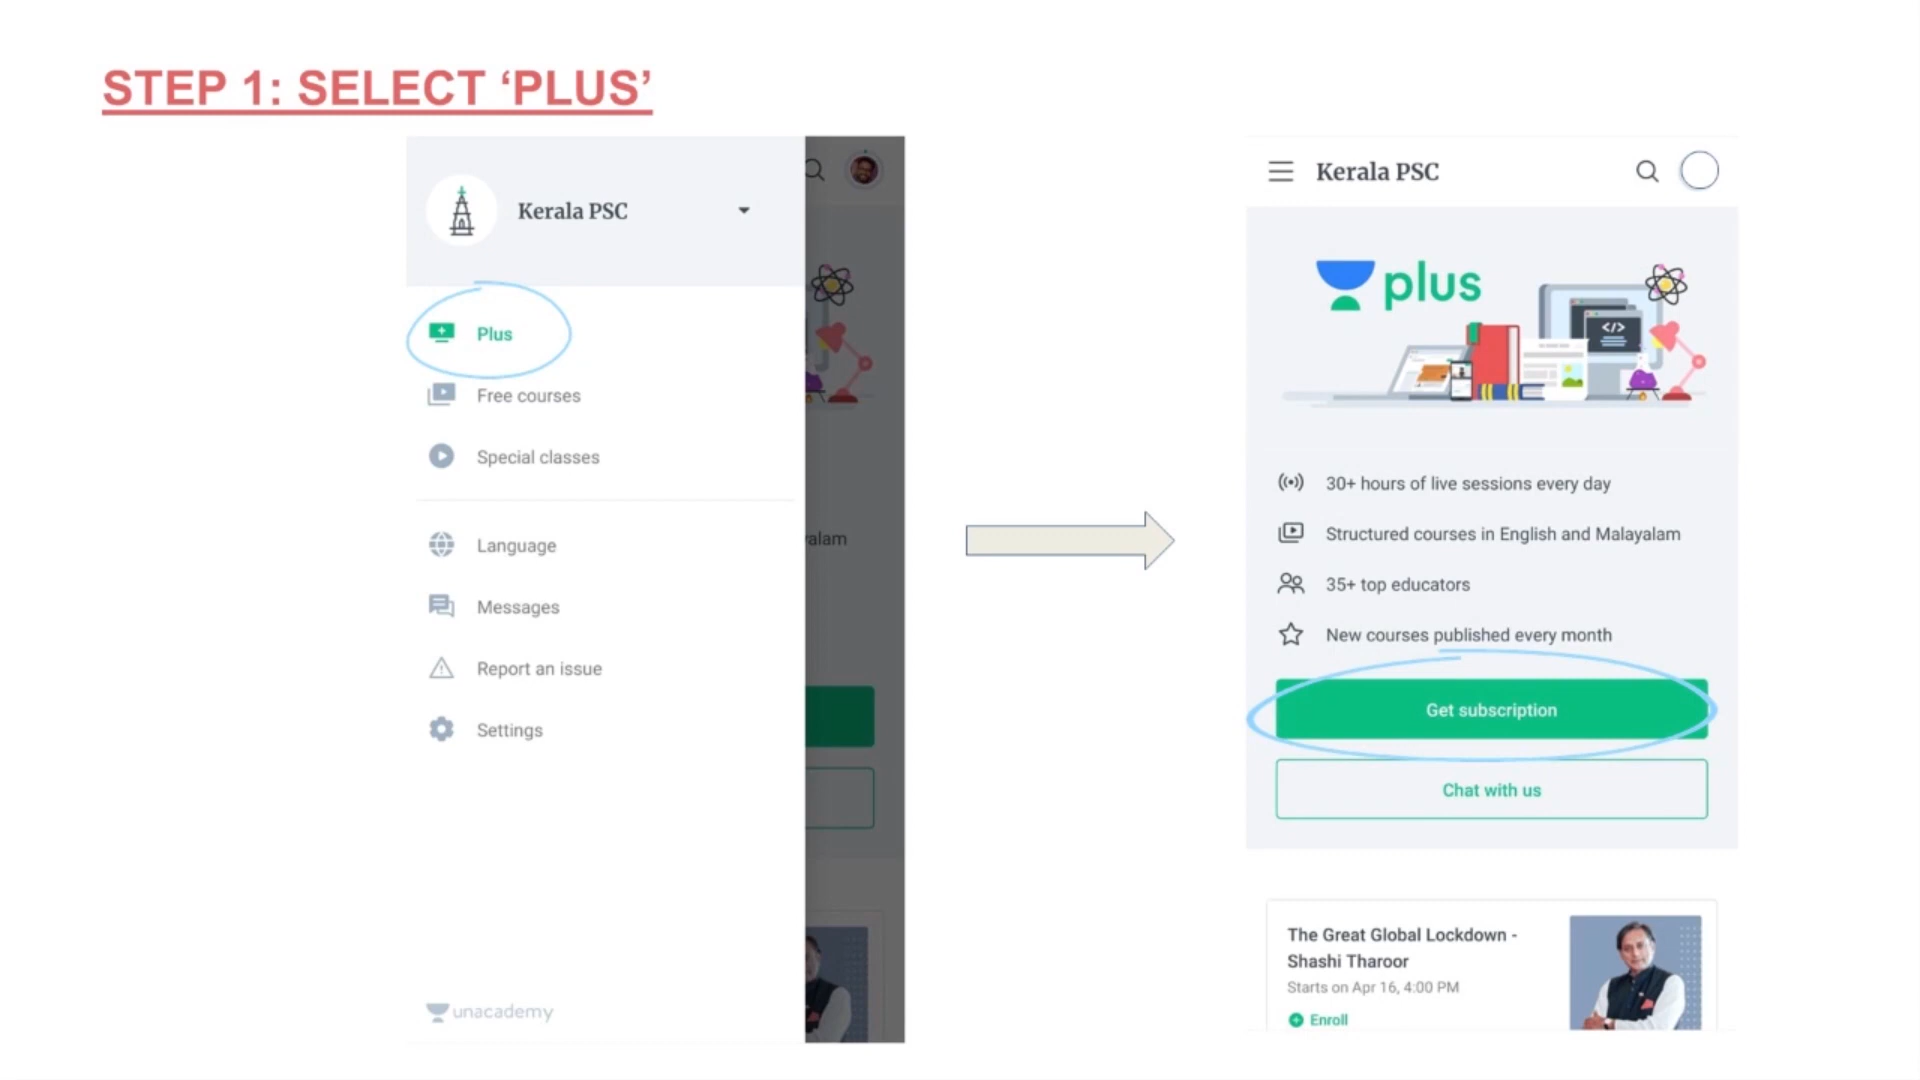 STEP 1: SELECT ‘PLUS’
Kerala PSC
Plus
Free courses
Special classes
Language
Messages
Report an issue
Settings
unacademy
alam
Kerala PSC
plus
</>
30+ hours of live sessions every day
Structured courses in English and Malayalam
35+ top educators
New courses published every month
Get subscription
Chat with us
The Great Global Lockdown -
Shashi Tharoor
Starts on Apr 16, 4:00 PM
Enroll